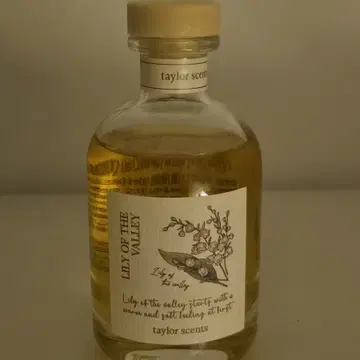 taylor scents
LILY OF THE
VALLEY
Lily of
the valley
Lily of the valley starts with a
warm and soft feeling at first
taylor scents